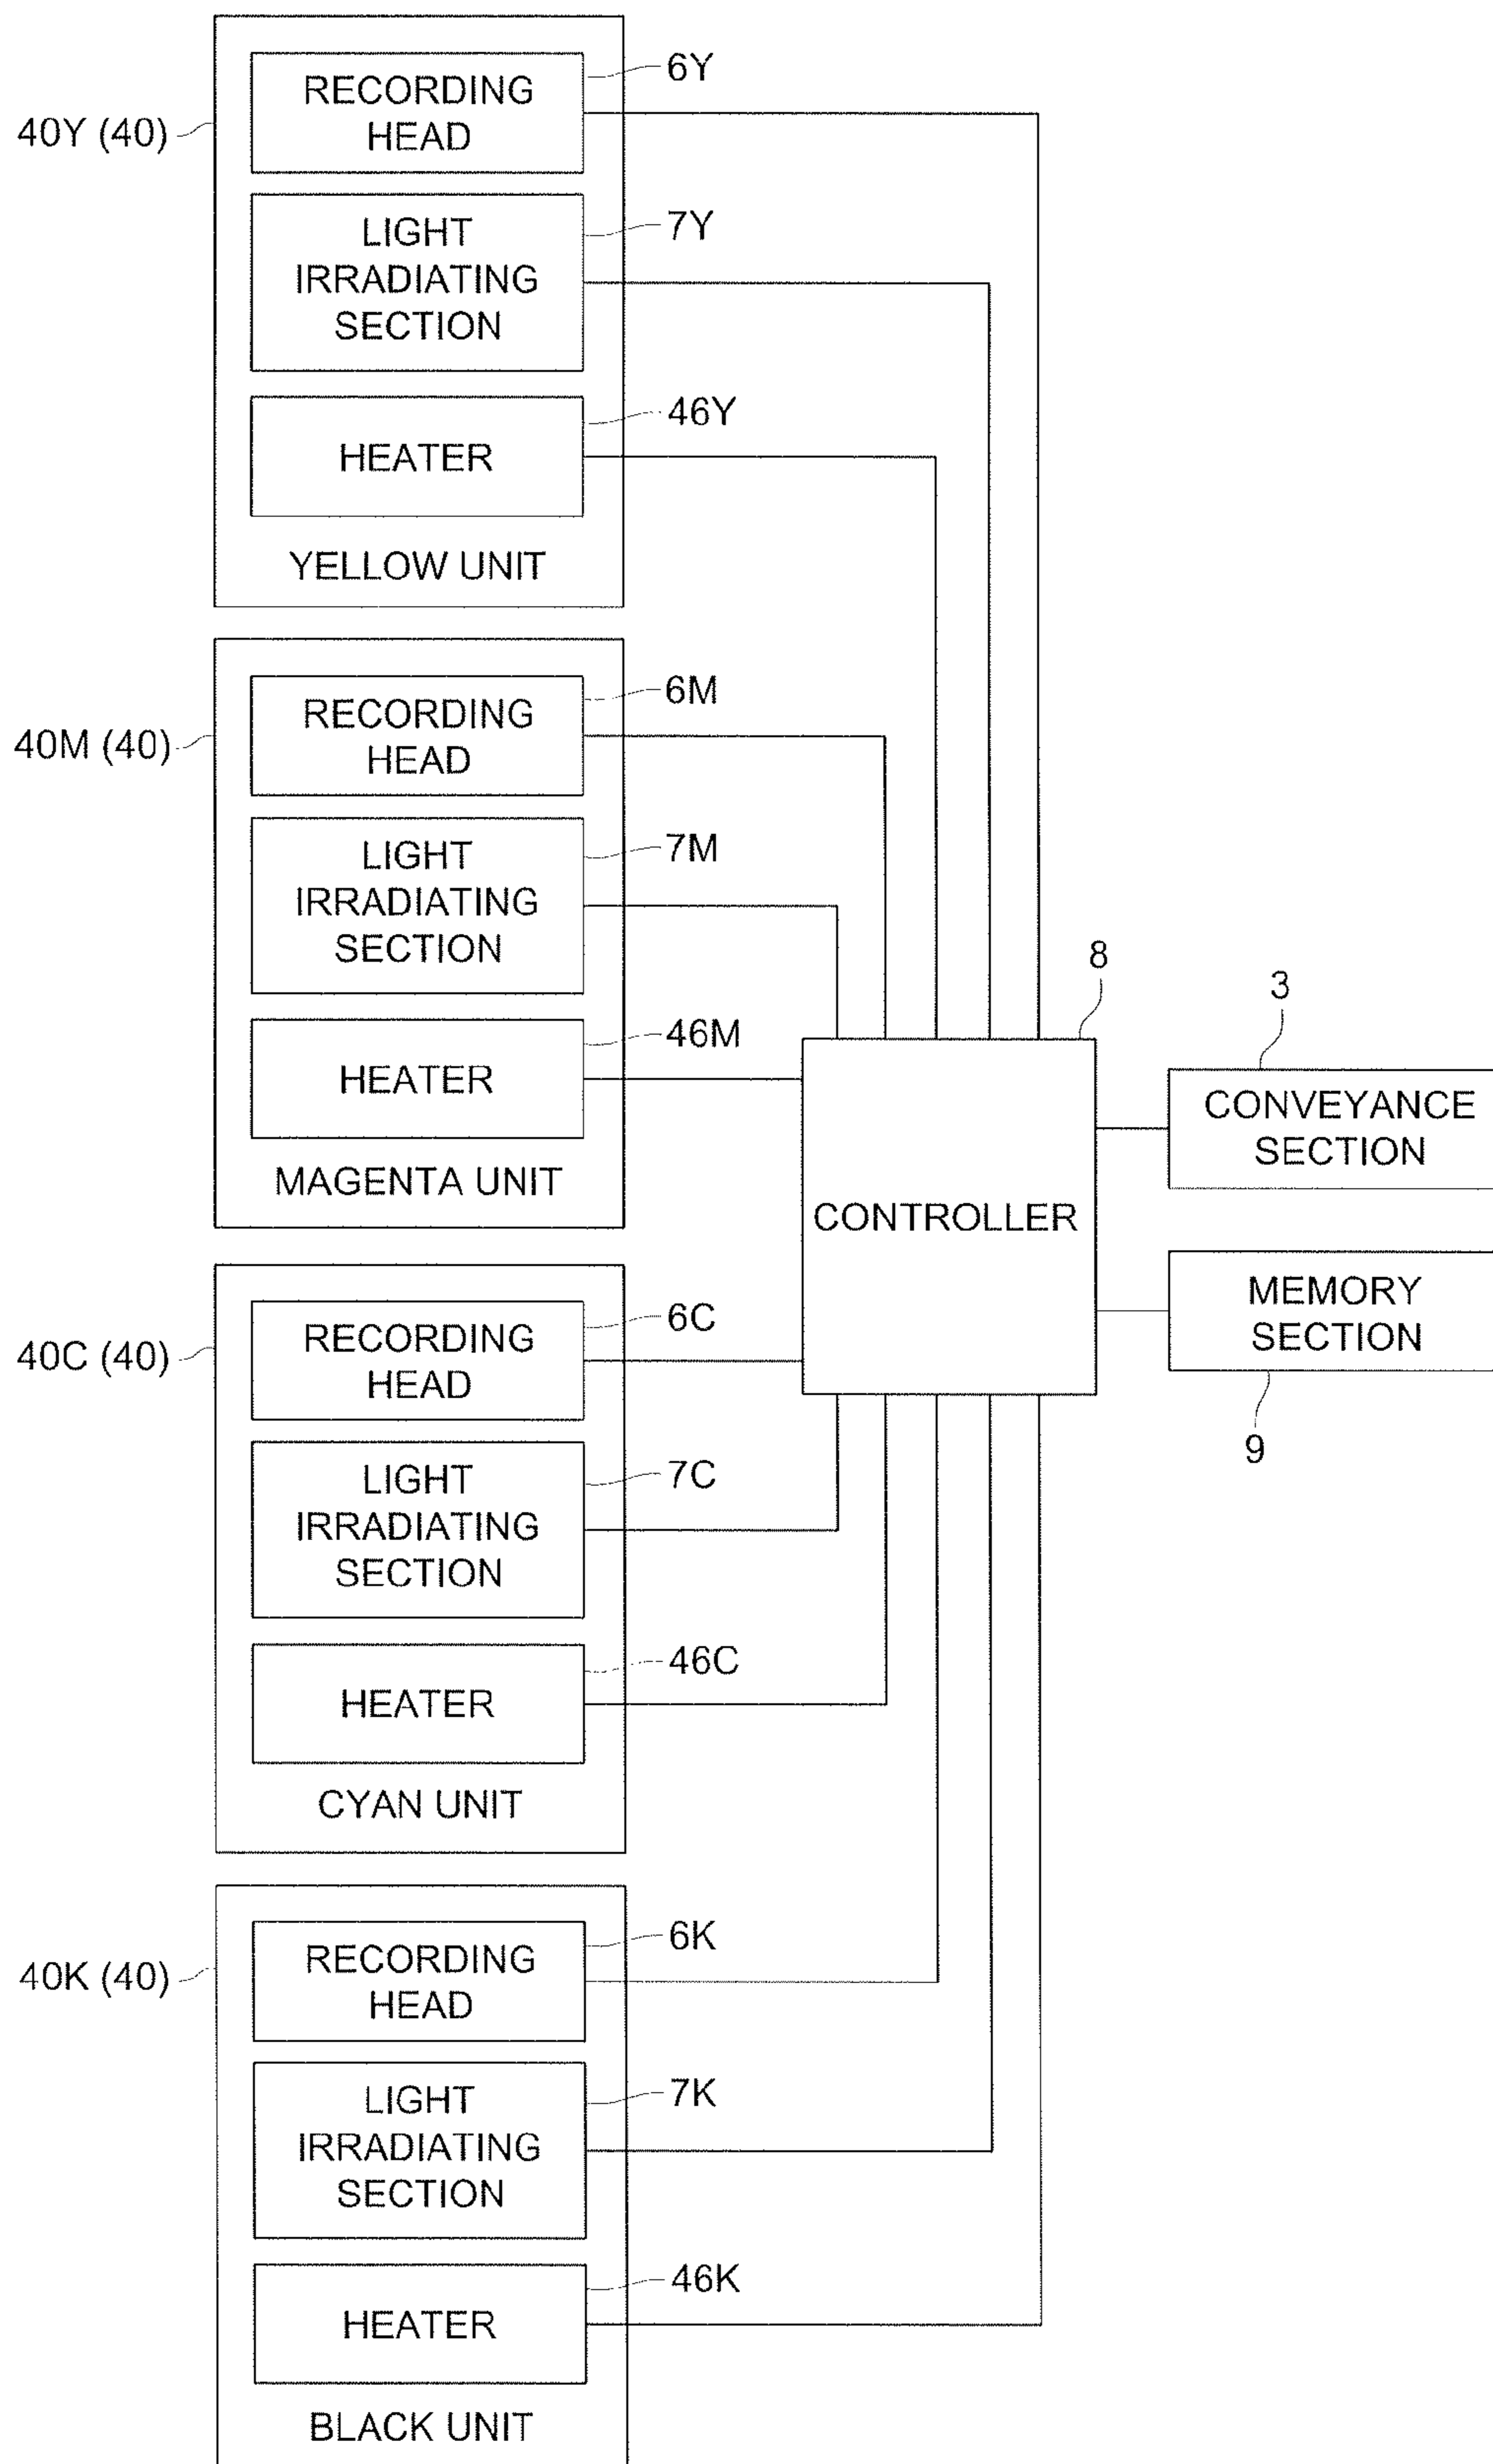 6Y
RECORDING
HEAD
40Y (40)
7Y
LIGHT
IRRADIATING
SECTION
46Y
HEATER
YELLOW UNIT
6M
RECORDING
HEAD
40M (40)
7M
LIGHT
IRRADIATING
SECTION
46M
HEATER
MAGENTA UNIT
8
CONTROLLER
3
CONVEYANCE
SECTION
MEMORY
SECTION
9
6C
RECORDING
HEAD
40C (40)
7C
LIGHT
IRRADIATING
SECTION
46C
HEATER
CYAN UNIT
6K
RECORDING
HEAD
40K (40)
7K
LIGHT
IRRADIATING
SECTION
46K
HEATER
BLACK UNIT